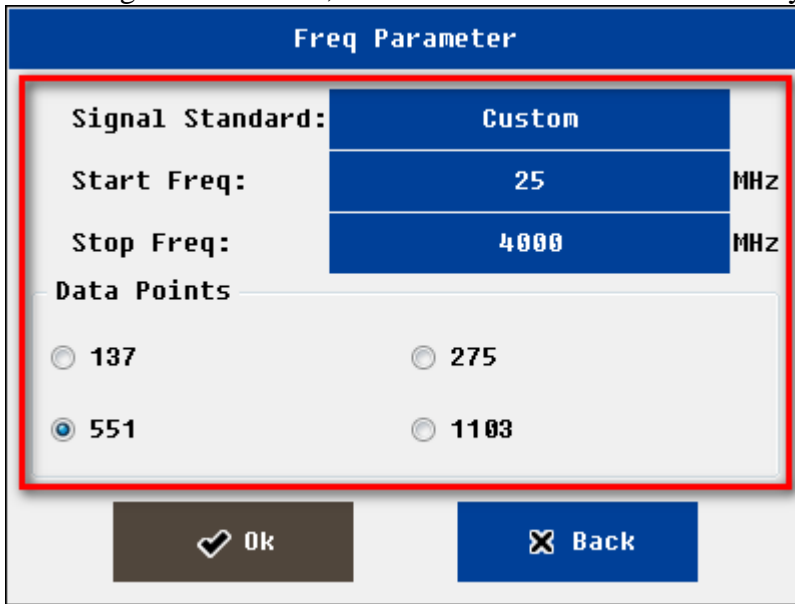 Freq Parameter
Signal Standard: Custom
Start Freq: 25 MHz
Stop Freq: 4000 MHz
Data Points
137 275
551 1103
Ok Back